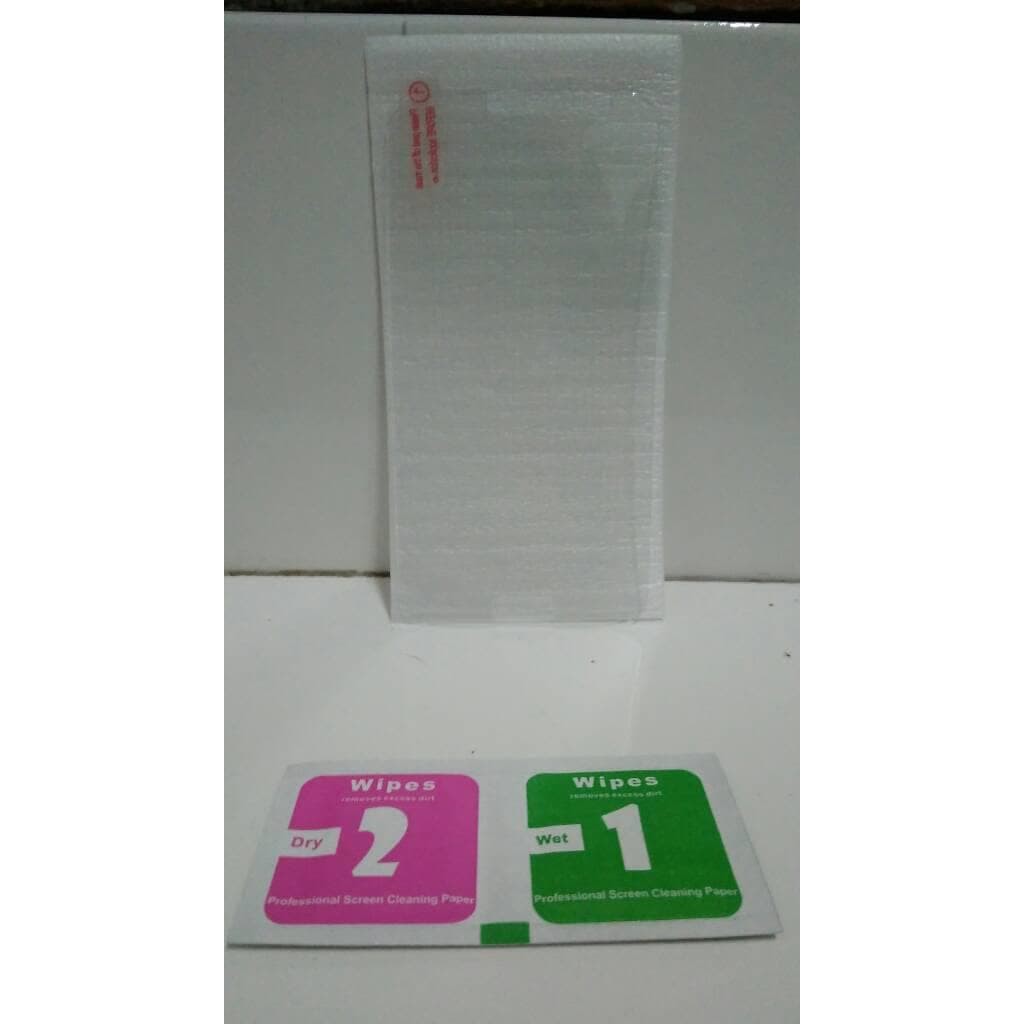 Wipes
removes excess dirt
Dry
2
Professional Screen Cleaning Paper
Wipes
removes excess dirt
Wet
1
Professional Screen Cleaning Paper